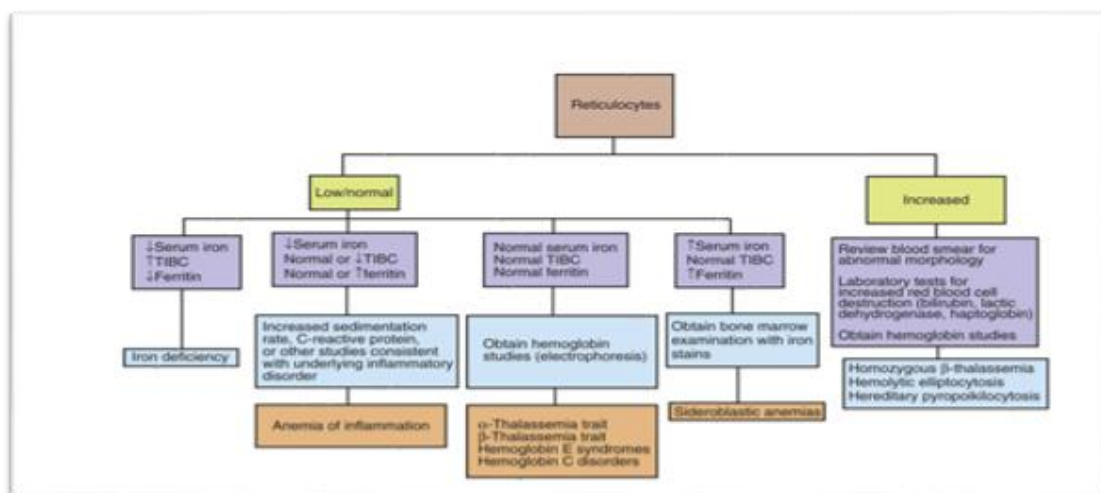 Reticulocytes
Low/normal
Increased
↓Serum iron
↑TIBC
↓Ferritin
↓Serum iron
Normal or ↓TIBC
Normal or ↑ferritin
Normal serum iron
Normal TIBC
Normal ferritin
↑Serum iron
Normal TIBC
↑Ferritin
Review blood smear for
abnormal morphology
Laboratory tests for
increased red blood cell
destruction (bilirubin, lactic
dehydrogenase, haptoglobin)
Obtain hemoglobin studies
Iron deficiency
Increased sedimentation
rate, C-reactive protein,
or other studies consistent
with underlying inflammatory
disorder
Obtain hemoglobin
studies (electrophoresis)
Obtain bone marrow
examination with iron
stains
Homozygous β-thalassemia
Hemolytic elliptocytosis
Hereditary pyropoikilocytosis
Anemia of inflammation
α-Thalassemia trait
β-Thalassemia trait
Hemoglobin E syndromes
Hemoglobin C disorders
Sideroblastic anemias